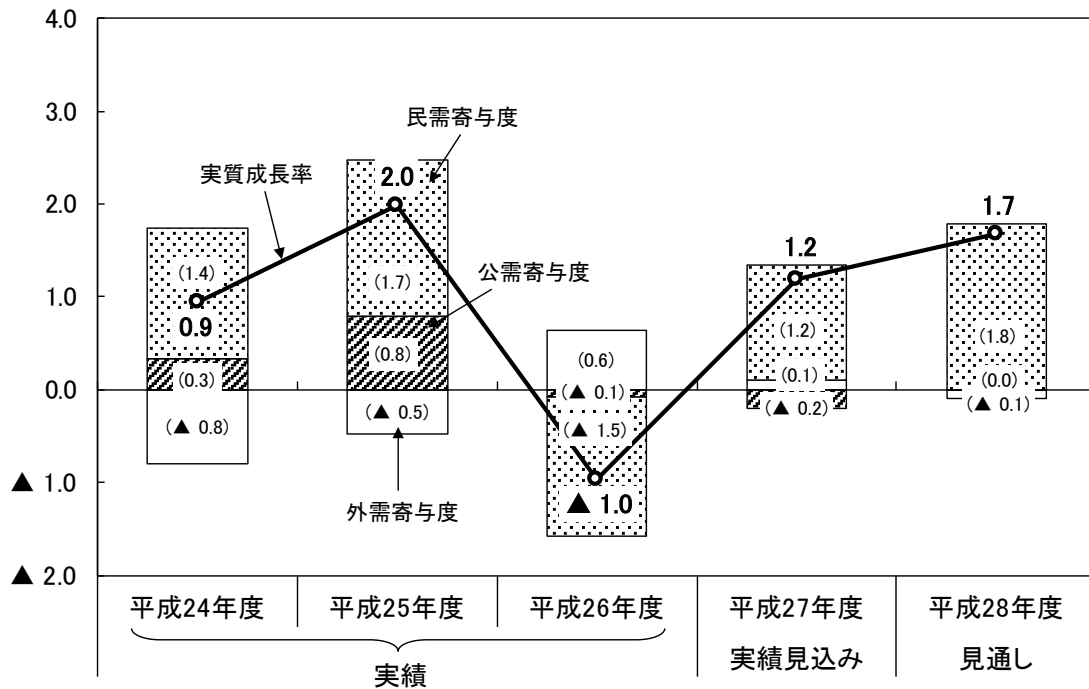 4.0
3.0
2.0
1.0
0.0
▲ 1.0
▲ 2.0
民需寄与度
実質成長率
2.0
1.7
1.2
公需寄与度
(1.4)
(1.7)
0.9
(0.8)
(0.6)
(1.2)
(1.8)
(0.3)
(▲ 0.1)
(0.1)
(0.0)
(▲ 0.8)
(▲ 0.5)
(▲ 1.5)
(▲ 0.2)
(▲ 0.1)
▲ 1.0
外需寄与度
平成24年度
平成25年度
平成26年度
平成27年度
平成28年度
実績
実績見込み
見通し